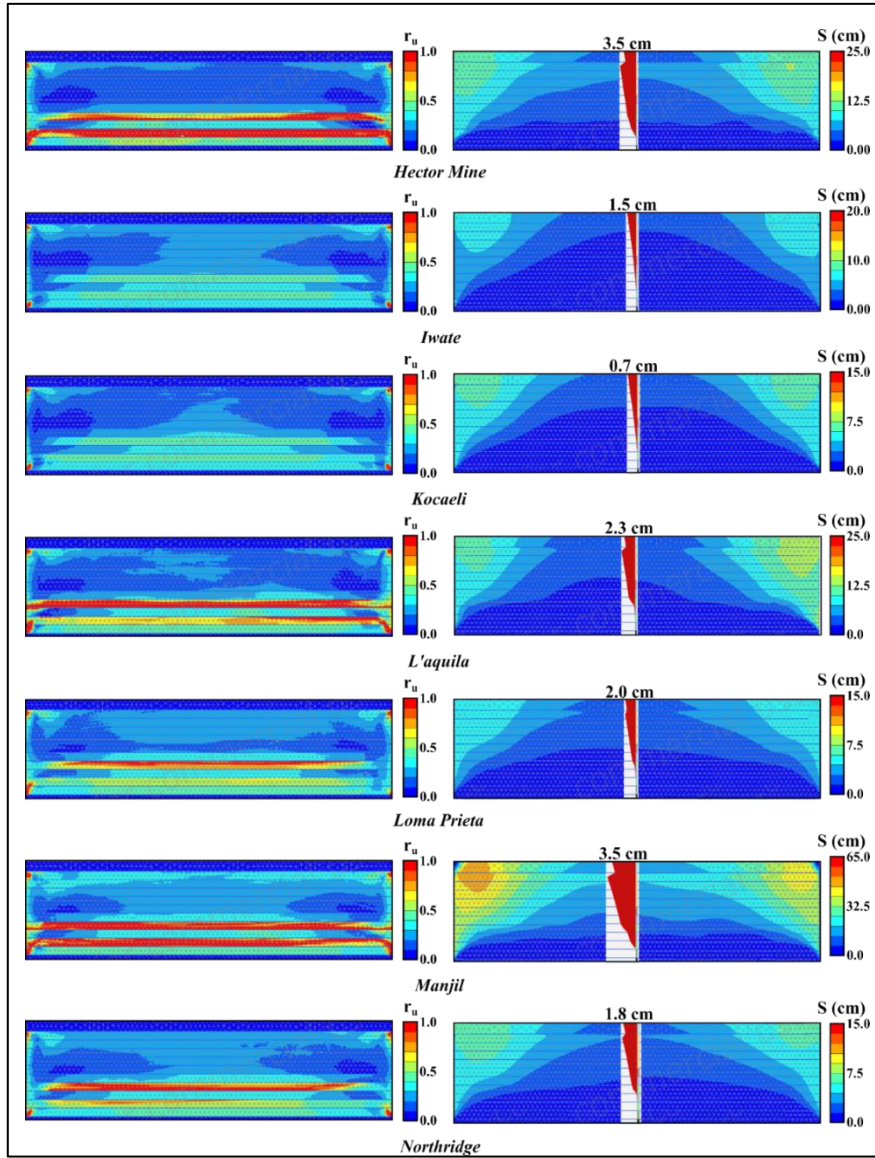 r_u 3.5 cm S (cm)
1.0 25.0
0.5 12.5
0.0 0.00
Hector Mine
r_u 1.5 cm S (cm)
1.0 20.0
0.5 10.0
0.0 0.0
Iwate
r_u 0.7 cm S (cm)
1.0 15.0
0.5 7.5
0.0 0.0
Kocaeli
r_u 2.3 cm S (cm)
1.0 25.0
0.5 12.5
0.0 0.0
L'aquila
r_u 2.0 cm S (cm)
1.0 15.0
0.5 7.5
0.0 0.0
Loma Prieta
r_u 3.5 cm S (cm)
1.0 65.0
0.5 32.5
0.0 0.0
Manjil
r_u 1.8 cm S (cm)
1.0 15.0
0.5 7.5
0.0 0.0
Northridge